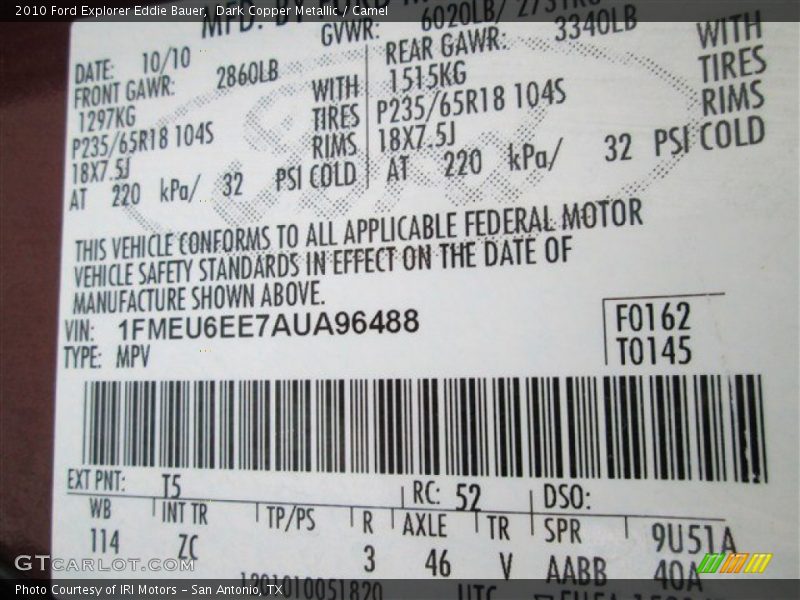 2010 Ford Explorer Eddie Bauer, Dark Copper Metallic / Camel
MFD. BY
GVWR: 6020LB/
DATE: 10/10
FRONT GAWR: 2860LB
1297KG WITH
P235/65R18 104S TIRES
18X7.5J RIMS
AT 220 kPa/ 32 PSI COLD
REAR GAWR: 3340LB
1515KG WITH
P235/65R18 104S TIRES
18X7.5J RIMS
AT 220 kPa/ 32 PSI COLD
THIS VEHICLE CONFORMS TO ALL APPLICABLE FEDERAL MOTOR
VEHICLE SAFETY STANDARDS IN EFFECT ON THE DATE OF
MANUFACTURE SHOWN ABOVE.
VIN: 1FMEU6EE7AUA96488
TYPE: MPV
F0162
T0145
EXT PNT: T5 RC: 52 DSO:
WB INT TR TP/PS R AXLE TR SPR 9U51A
114 ZC 3 46 V AABB 40A
GTCARLOT.COM
Photo Courtesy of IRI Motors - San Antonio, TX
1201010051820 UTC